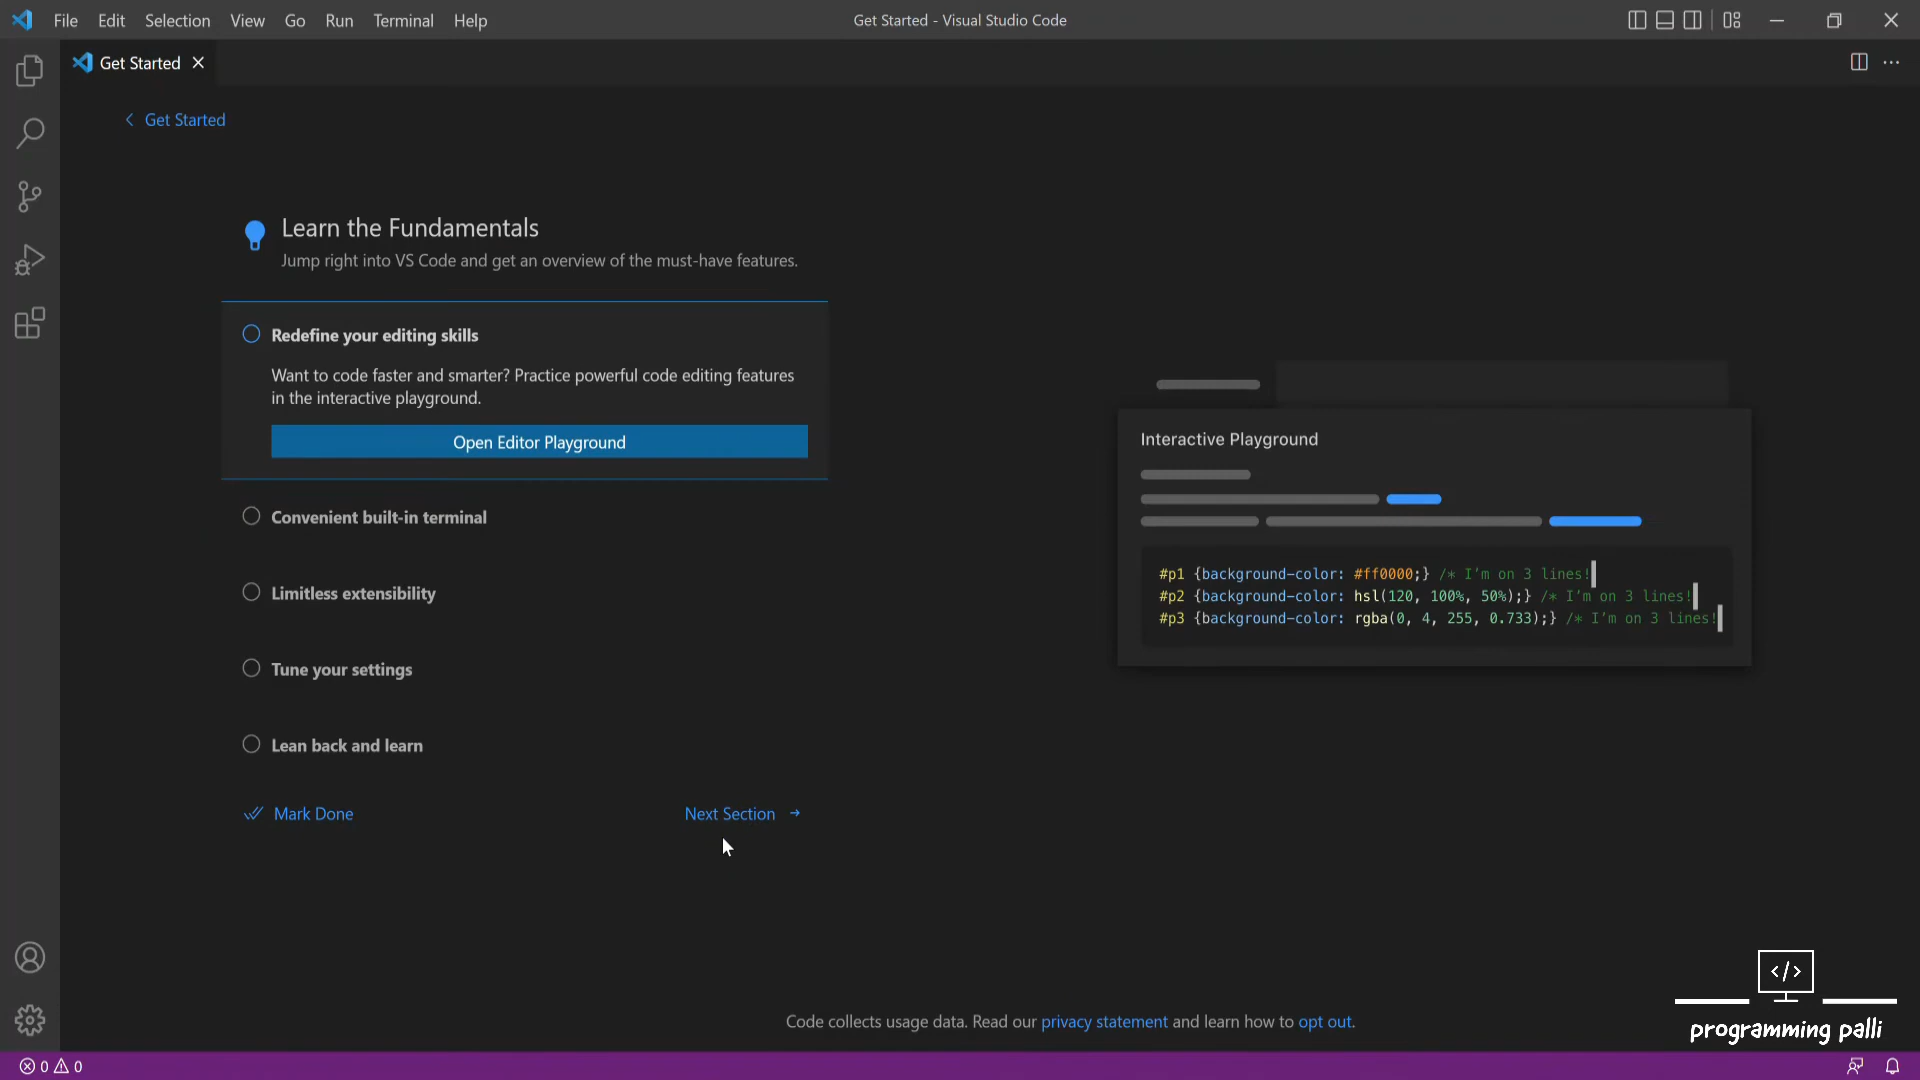 File Edit Selection View Go Run Terminal Help
Get Started - Visual Studio Code
Get Started
Get Started
Learn the Fundamentals
Jump right into VS Code and get an overview of the must-have features.
Redefine your editing skills
Want to code faster and smarter? Practice powerful code editing features
in the interactive playground.
Open Editor Playground
Convenient built-in terminal
Limitless extensibility
Tune your settings
Lean back and learn
Mark Done
Next Section
Interactive Playground
#p1 {background-color: #ff0000;} /* I'm on 3 lines!
#p2 {background-color: hsl(120, 100%, 50%);} /* I'm on 3 lines!
#p3 {background-color: rgba(0, 4, 255, 0.733);} /* I'm on 3 lines!
Code collects usage data. Read our privacy statement and learn how to opt out.
</>
programming palli
0 0